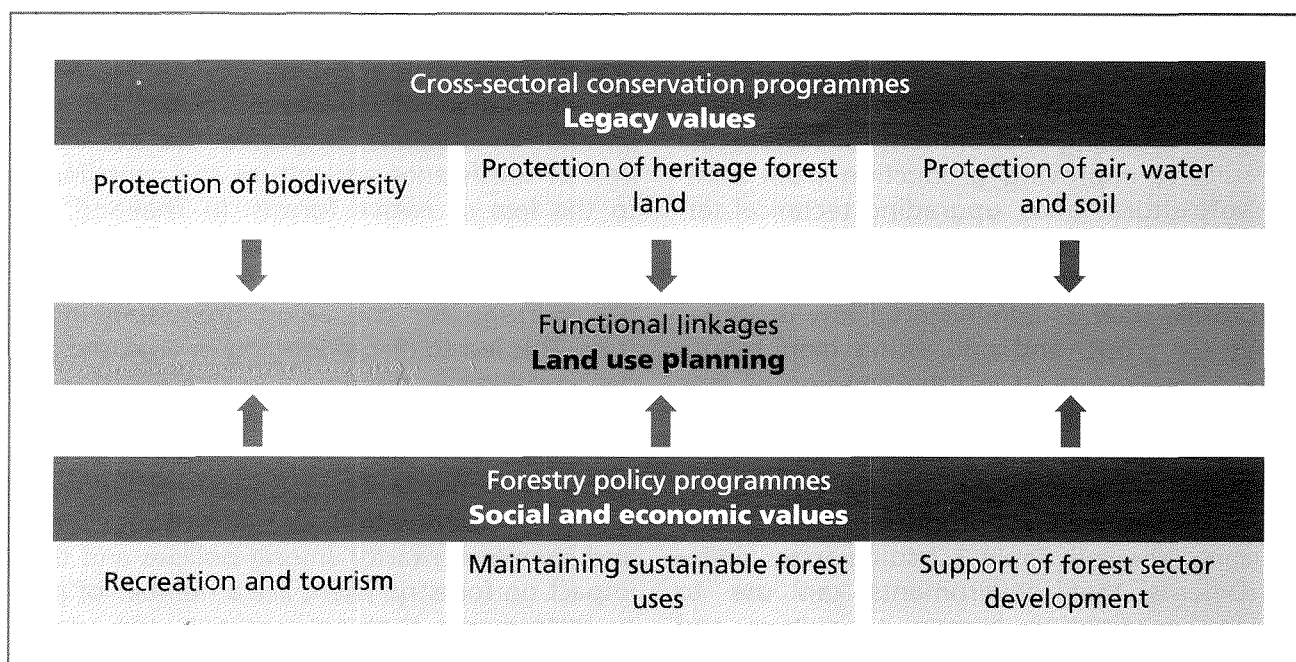 Cross-sectoral conservation programmes
Legacy values
Protection of biodiversity
Protection of heritage forest
land
Protection of air, water
and soil
Functional linkages
Land use planning
Forestry policy programmes
Social and economic values
Recreation and tourism
Maintaining sustainable forest
uses
Support of forest sector
development